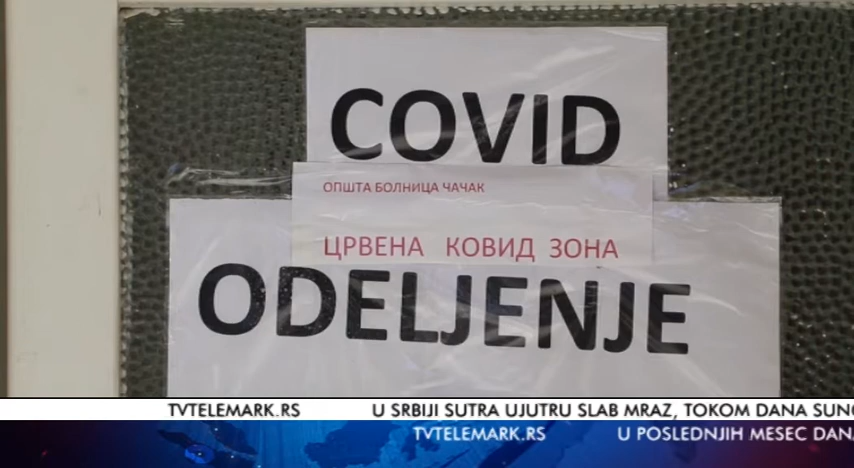 COVID
ОПШТА БОЛНИЦА ЧАЧАК
ЦРВЕНА КОВИД ЗОНА
ODELJENJE
TVTELEMARK.RS U SRBIJI SUTRA UJUTRU SLAB MRAZ, TOKOM DANA
TVTELEMARK.RS U POSLEDNJIH MESEC